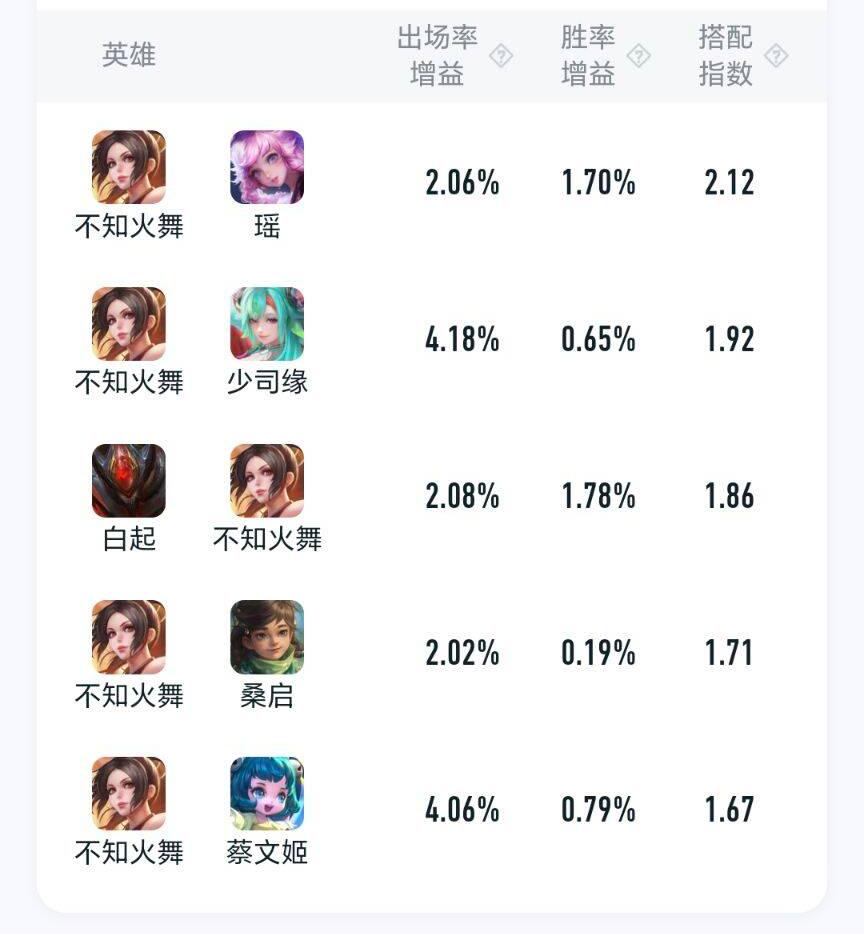 英雄
出场率
增益
胜率
增益
搭配
指数
不知火舞 瑶 2.06% 1.70% 2.12
不知火舞 少司缘 4.18% 0.65% 1.92
白起 不知火舞 2.08% 1.78% 1.86
不知火舞 桑启 2.02% 0.19% 1.71
不知火舞 蔡文姬 4.06% 0.79% 1.67